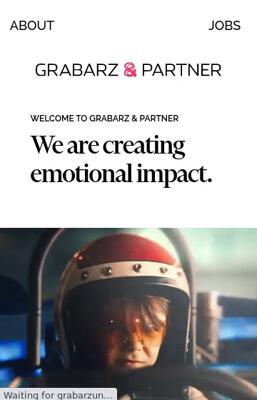 ABOUT JOBS
GRABARZ & PARTNER
WELCOME TO GRABARZ & PARTNER
We are creating
emotional impact.
Waiting for grabarzun...